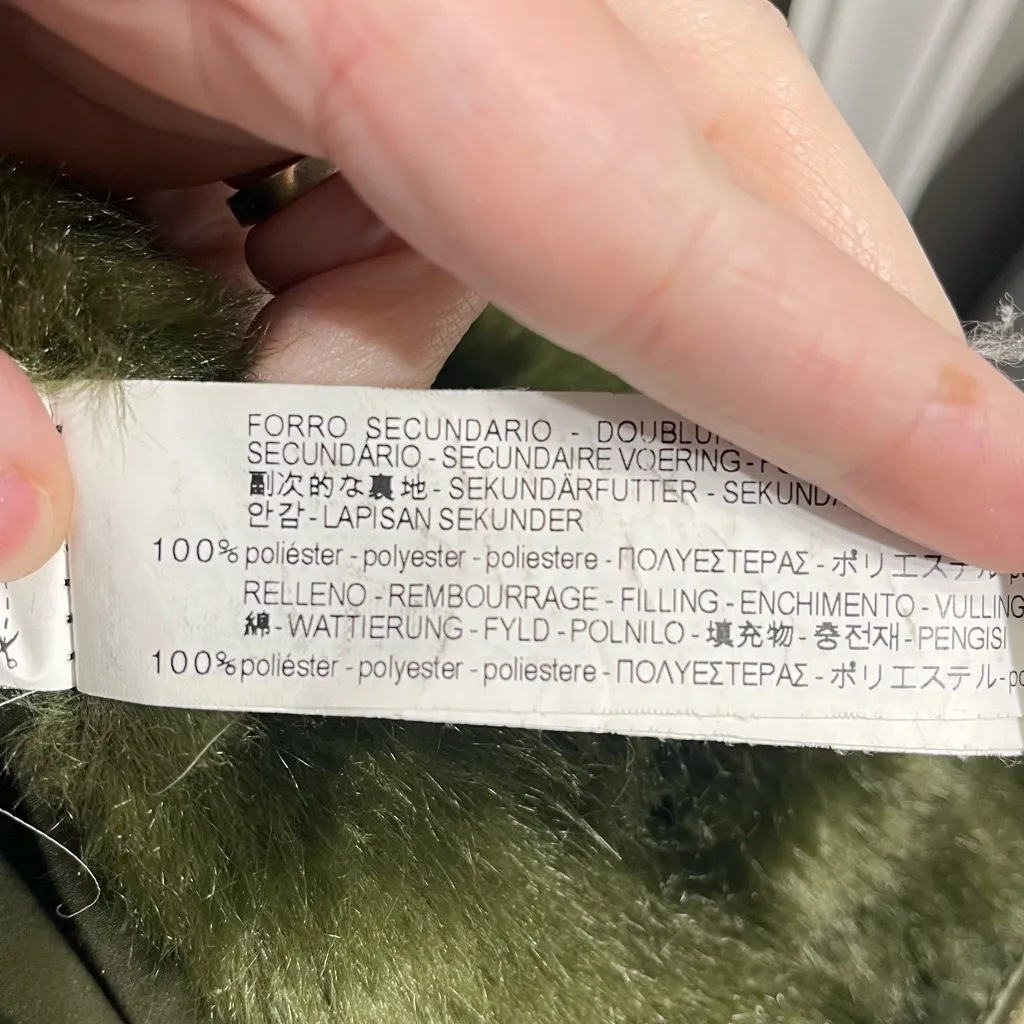 FORRO SECUNDARIO - 
SECUNDÁRIO - SECUNDAIRE VOERING -
副次的な裏地 - SEKUNDÄRFUTTER -
안감 - LAPISAN SEKUNDER
100% poliéster - polyester - poliestere - ΠΟΛΥΕΣΤΕΡΑΣ - ポリエステル -
RELLENO - REMBOURRAGE - FILLING - ENCHIMENTO - VULLING
綿 - WATTIERUNG - FYLD - POLNILO - 填充物 - 충전재 - PENGISI
100% poliéster - polyester - poliestere - ΠΟΛΥΕΣΤΕΡΑΣ - ポリエステル -